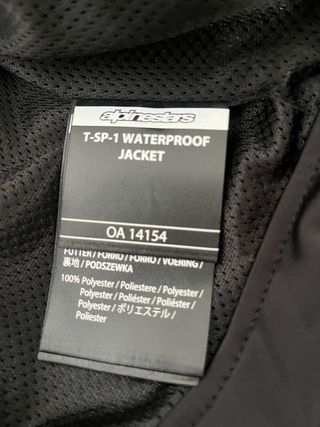 alpinestars
T-SP-1 WATERPROOF
JACKET
OA 14154
FUTTER / FORRO / FORRO / VOERING /
裏地 / PODSZEWKA
100% Polyester / Poliestere / Polyester /
Polyester / Poliéster / Poliéster /
Polyester / ポリエステル /
Poliester